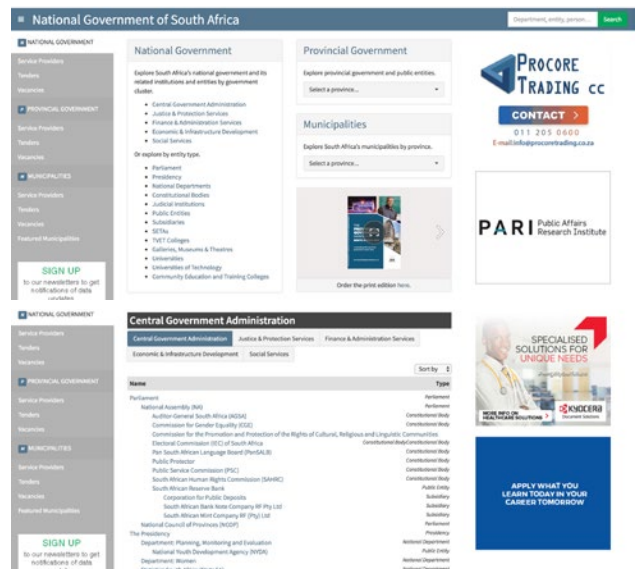 ≡ National Government of South Africa
Department, entity, person...
Search
NATIONAL GOVERNMENT
Service Providers
Tenders
Vacancies
PROVINCIAL GOVERNMENT
Service Providers
Tenders
Vacancies
MUNICIPALITIES
Service Providers
Tenders
Vacancies
Featured Municipalities
SIGN UP
to our newsletters to get
notifications of data
updates
National Government
Explore South Africa's national government and its
related institutions and entities by government
cluster.
• Central Government Administration
• Justice & Protection Services
• Finance & Administration Services
• Economic & Infrastructure Development
• Social Services
Or explore by entity type.
• Parliament
• Presidency
• National Departments
• Constitutional Bodies
• Judicial Institutions
• Public Entities
• Subsidiaries
• SETAs
• TVET Colleges
• Galleries, Museums & Theatres
• Universities
• Universities of Technology
• Community Education and Training Colleges
Provincial Government
Explore provincial government and public entities.
Select a province...
Municipalities
Explore South Africa's municipalities by province.
Select a province...
Order the print edition here.
PROCORE
TRADING CC
CONTACT >
011 205 0600
E-mail:info@procoretrading.co.za
PARI Public Affairs
Research Institute
NATIONAL GOVERNMENT
Service Providers
Tenders
Vacancies
PROVINCIAL GOVERNMENT
Service Providers
Tenders
Vacancies
MUNICIPALITIES
Service Providers
Tenders
Vacancies
Featured Municipalities
SIGN UP
to our newsletters to get
notifications of data
Central Government Administration
Central Government Administration Justice & Protection Services Finance & Administration Services
Economic & Infrastructure Development Social Services
Sort by
Name Type
Parliament Parliament
National Assembly (NA) Parliament
Auditor-General South Africa (AGSA) Constitutional Body
Commission for Gender Equality (CGE) Constitutional Body
Commission for the Promotion and Protection of the Rights of Cultural, Religious and Linguistic Communities
Electoral Commission (IEC) of South Africa Constitutional BodyConstitutional Body
Pan South African Language Board (PanSALB) Constitutional Body
Public Protector Constitutional Body
Public Service Commission (PSC) Constitutional Body
South African Human Rights Commission (SAHRC) Constitutional Body
South African Reserve Bank Public Entity
Corporation for Public Deposits Subsidiary
South African Bank Note Company RF Pty Ltd Subsidiary
South African Mint Company RF (Pty) Ltd Subsidiary
National Council of Provinces (NCOP) Parliament
The Presidency Presidency
Department: Planning, Monitoring and Evaluation National Department
National Youth Development Agency (NYDA) Public Entity
Department: Women National Department
SPECIALISED
SOLUTIONS FOR
UNIQUE NEEDS
MORE INFO ON
HEALTHCARE SOLUTIONS >
KYOCERA
Document Solutions
APPLY WHAT YOU
LEARN TODAY IN YOUR
CAREER TOMORROW